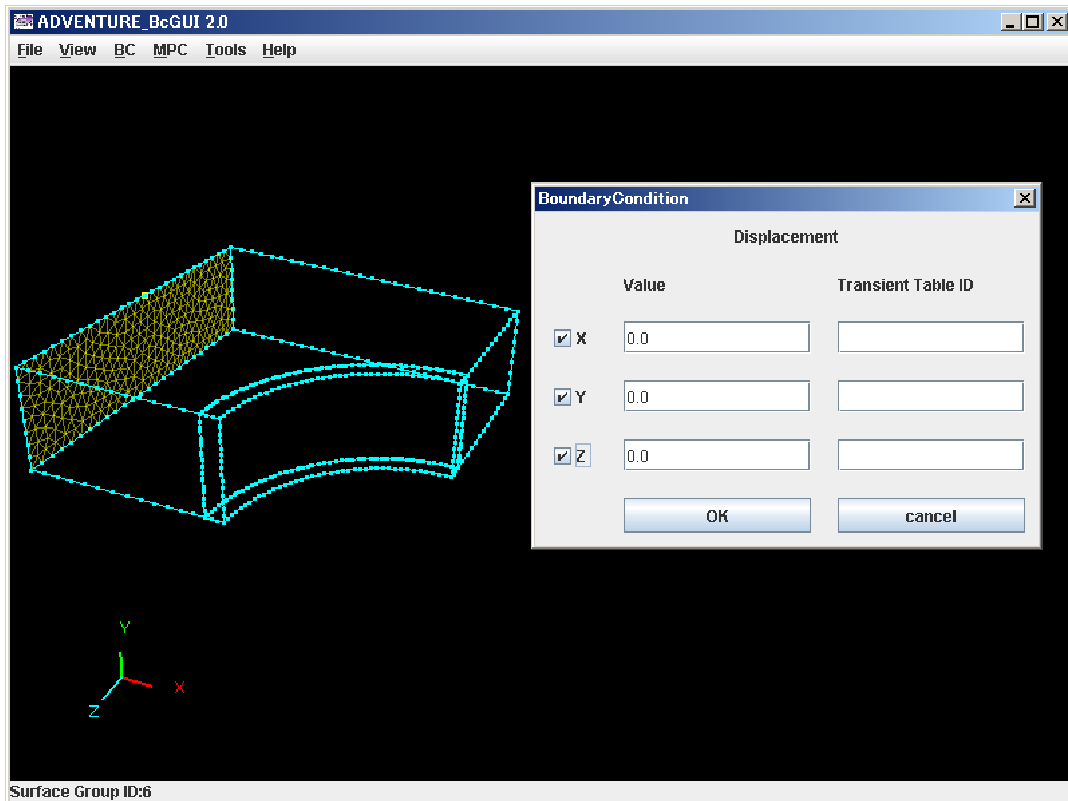 ADVENTURE_BcGUI 2.0
File View BC MPC Tools Help
BoundaryCondition
Displacement
Value Transient Table ID
X 0.0
Y 0.0
Z 0.0
OK cancel
Y
X
Z
Surface Group ID:6